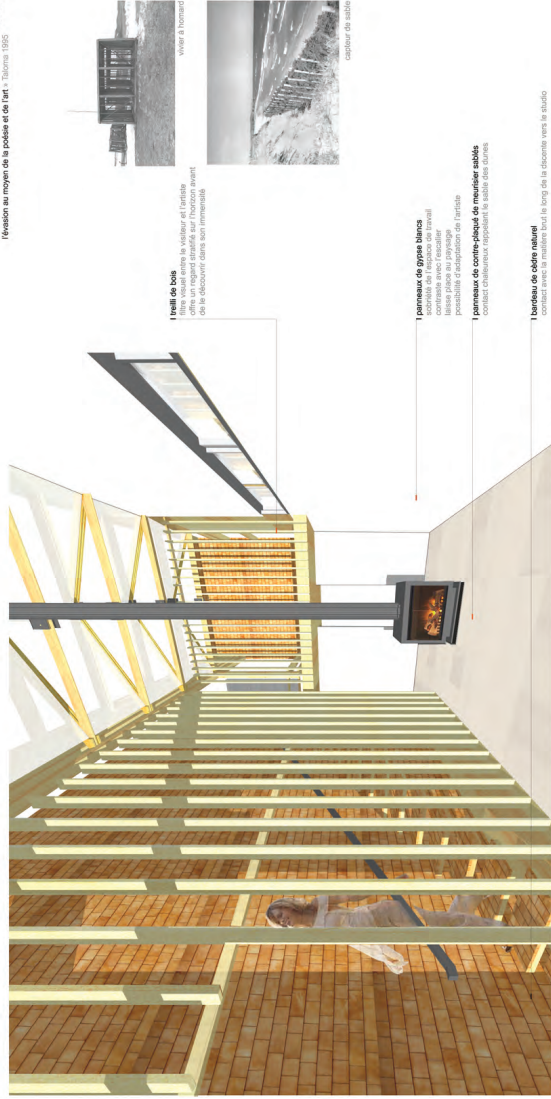 l'évasion au moyen de la poésie et de l'art » Taloma 1995
vivier à homard
capteur de sable
treilli de bois
filtre visuel entre le visiteur et l'artiste
offre un regard stratifié sur l'horizon avant
de le découvrir dans son immensité
panneaux de gypse blancs
sobriété de l'espace de travail
contraste avec l'escalier
laisse place au paysage
possibilité d'adaptation de l'artiste
panneaux de contre-plaqué de meurisier sablés
contact chaleureux rappelant le sable des dunes
bardeau de cèdre naturel
contact avec la matière brut le long de la dscente vers le studio